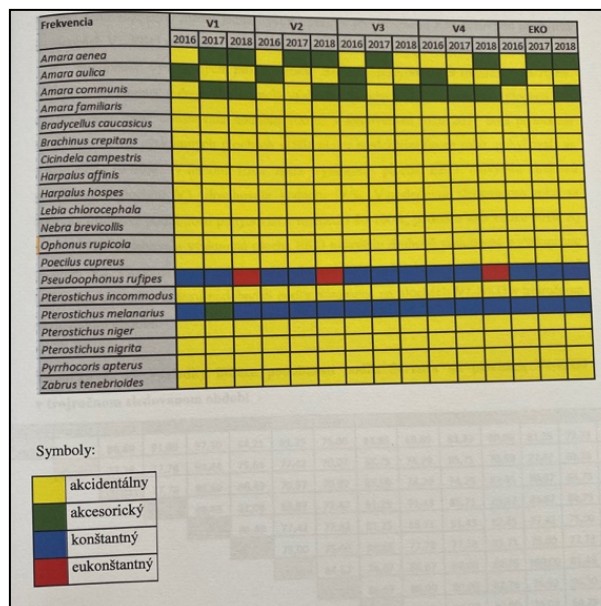 Frekvencia V1 V2 V3 V4 EKO
2016 2017 2018 2016 2017 2018 2016 2017 2018 2016 2017 2018 2016 2017 2018
Amara aenea
Amara aulica
Amara communis
Amara familiaris
Bradycellus caucasicus
Brachinus crepitans
Cicindela campestris
Harpalus affinis
Harpalus hospes
Lebia chlorocephala
Nebra brevicollis
Ophonus rupicola
Poecilus cupreus
Pseudoophonus rufipes
Pterostichus incommodus
Pterostichus melanarius
Pterostichus niger
Pterostichus nigrita
Pyrrhocoris apterus
Zabrus tenebrioides
Symboly:
akcidentálny
akcesorický
konštantný
eukonštantný